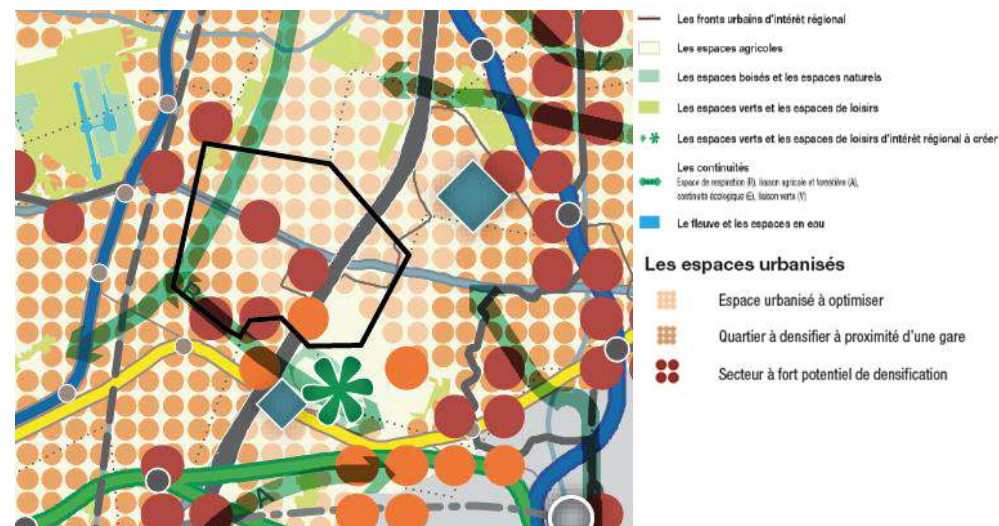 Les fronts urbains d'intérêt régional
Les espaces agricoles
Les espaces boisés et les espaces naturels
Les espaces verts et les espaces de loisirs
Les espaces verts et les espaces de loisirs d'intérêt régional à créer
Les continuités
Espace de respiration (R), liaison agricole et forestière (A),
continuité écologique (E), liaison verte (V)
Le fleuve et les espaces en eau
Les espaces urbanisés
Espace urbanisé à optimiser
Quartier à densifier à proximité d'une gare
Secteur à fort potentiel de densification
V
A